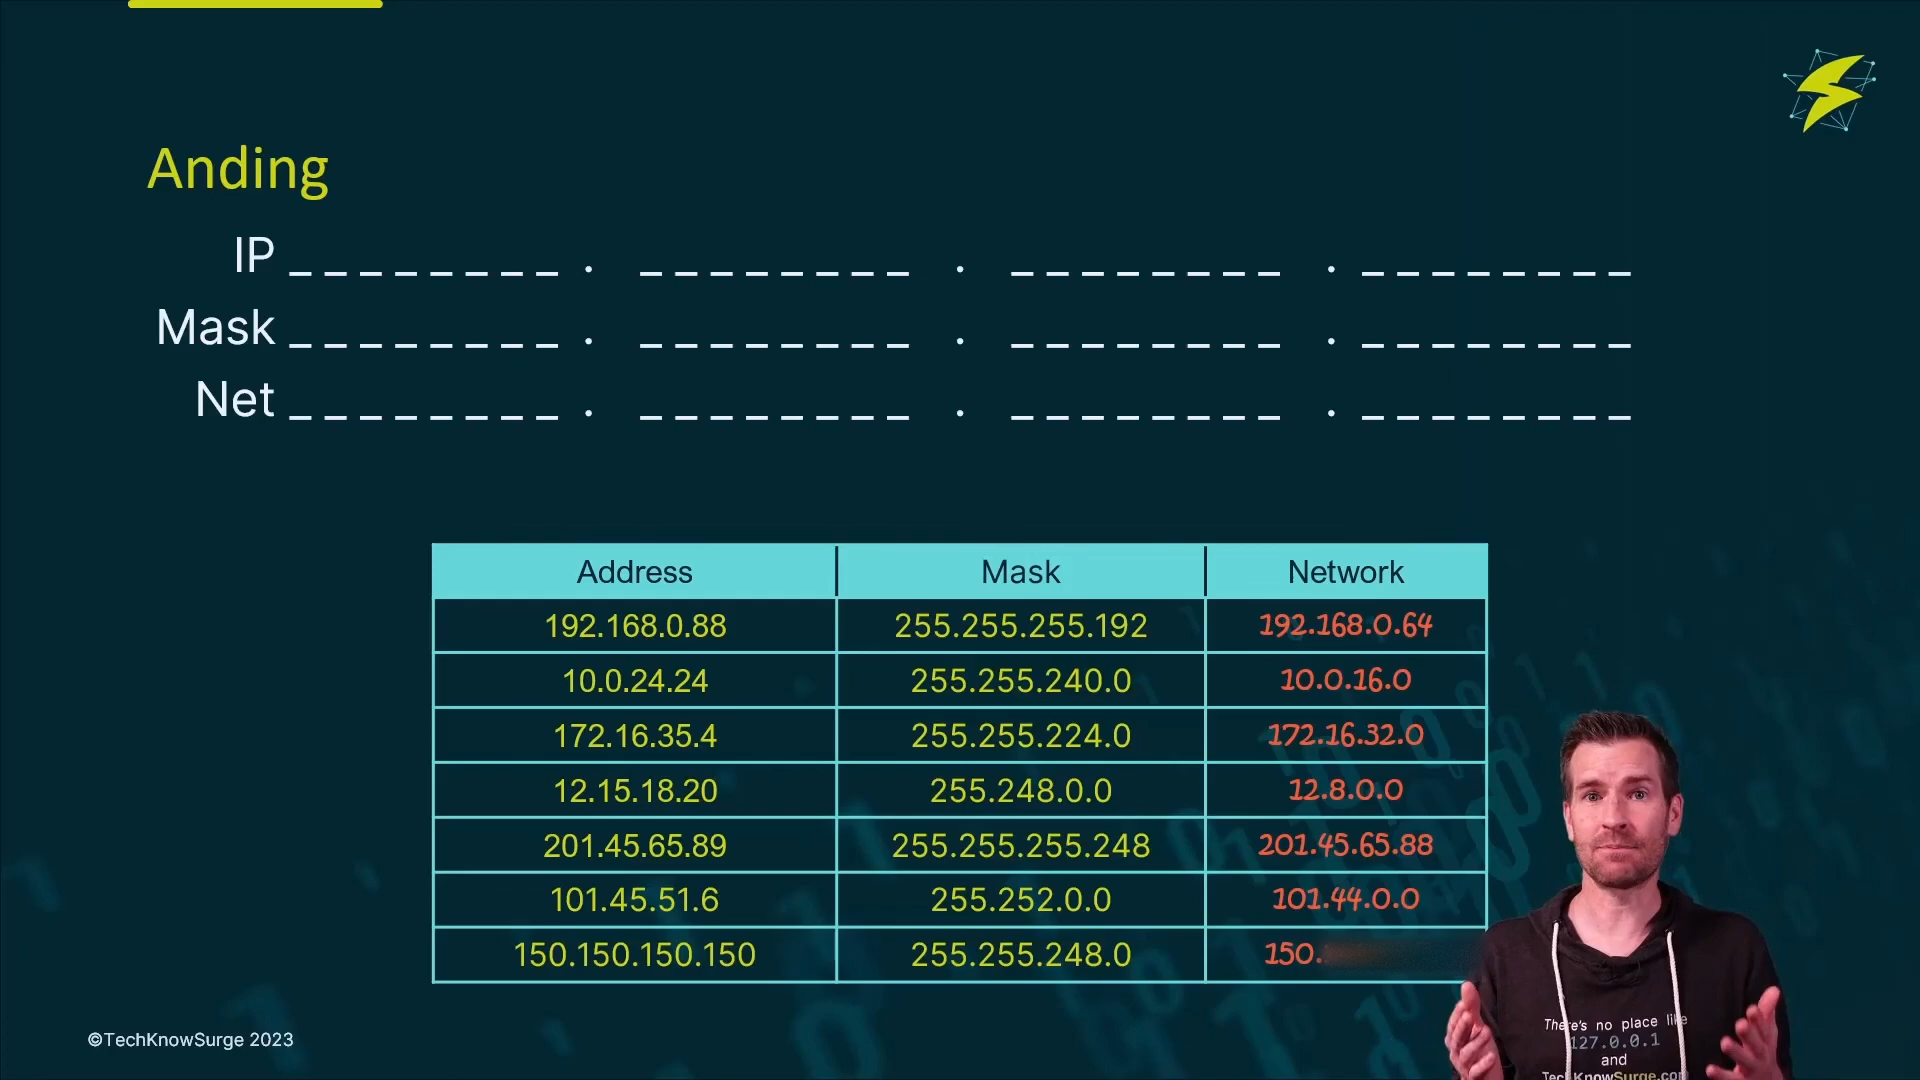 Anding
IP _ _ _ _ _ _ _ _ . _ _ _ _ _ _ _ _ . _ _ _ _ _ _ _ _ . _ _ _ _ _ _ _ _
Mask _ _ _ _ _ _ _ _ . _ _ _ _ _ _ _ _ . _ _ _ _ _ _ _ _ . _ _ _ _ _ _ _ _
Net _ _ _ _ _ _ _ _ . _ _ _ _ _ _ _ _ . _ _ _ _ _ _ _ _ . _ _ _ _ _ _ _ _
Address Mask Network
192.168.0.88 255.255.255.192 192.168.0.64
10.0.24.24 255.255.240.0 10.0.16.0
172.16.35.4 255.255.224.0 172.16.32.0
12.15.18.20 255.248.0.0 12.8.0.0
201.45.65.89 255.255.255.248 201.45.65.88
101.45.51.6 255.252.0.0 101.44.0.0
150.150.150.150 255.255.248.0 150.
There's no place like
127.0.0.1
and
TechKnowSurge.com
©TechKnowSurge 2023